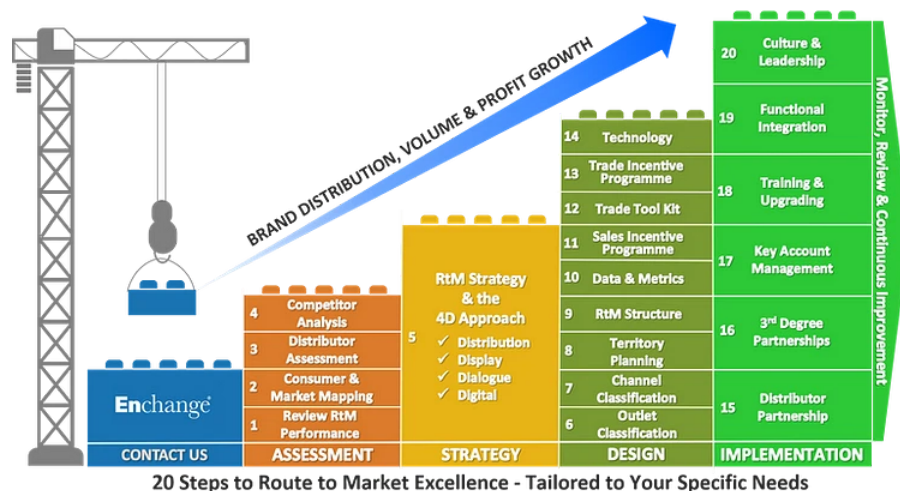 BRAND DISTRIBUTION, VOLUME & PROFIT GROWTH
Enchange®
CONTACT US
4 Competitor
Analysis
3 Distributor
Assessment
2 Consumer &
Market Mapping
1 Review RtM
Performance
ASSESSMENT
RtM Strategy
& the
4D Approach
5
✓ Distribution
✓ Display
✓ Dialogue
✓ Digital
STRATEGY
14 Technology
13 Trade Incentive
Programme
12 Trade Tool Kit
11 Sales Incentive
Programme
10 Data & Metrics
9 RtM Structure
8 Territory
Planning
7 Channel
Classification
6 Outlet
Classification
DESIGN
20 Culture &
Leadership
19 Functional
Integration
18 Training &
Upgrading
17 Key Account
Management
16 3rd Degree
Partnerships
15 Distributor
Partnership
IMPLEMENTATION
Monitor, Review & Continuous Improvement
20 Steps to Route to Market Excellence - Tailored to Your Specific Needs